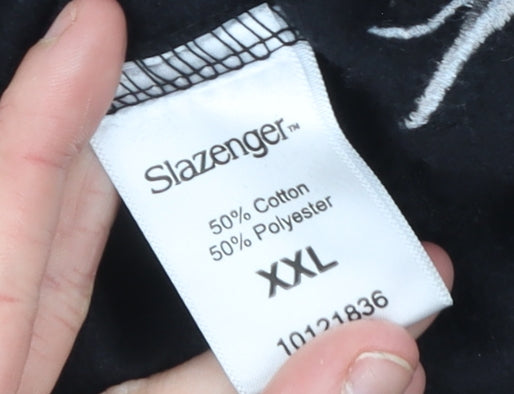 Slazenger™
50% Cotton
50% Polyester
XXL
10121836